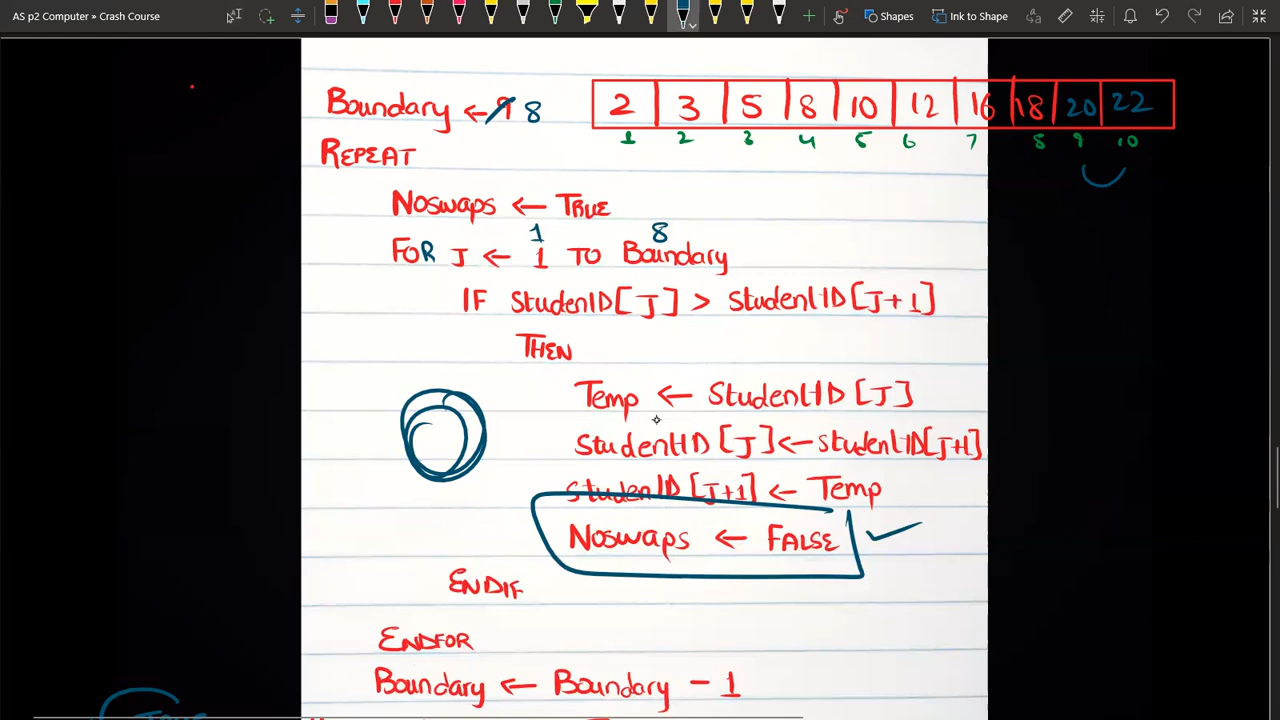 AS p2 Computer » Crash Course
Shapes
Ink to Shape
Boundary ← 9 8
2 3 5 8 10 12 16 18 20 22
1 2 3 4 5 6 7 8 9 10
REPEAT
Noswaps ← TRUE
1 8
FOR J ← 1 TO Boundary
IF StudenID[J] > StudentID[J+1]
THEN
Temp ← StudentID[J]
StudentID[J] ← StudentID[J+1]
StudenID[J+1] ← Temp
Noswaps ← FALSE
ENDIF
ENDFOR
Boundary ← Boundary - 1